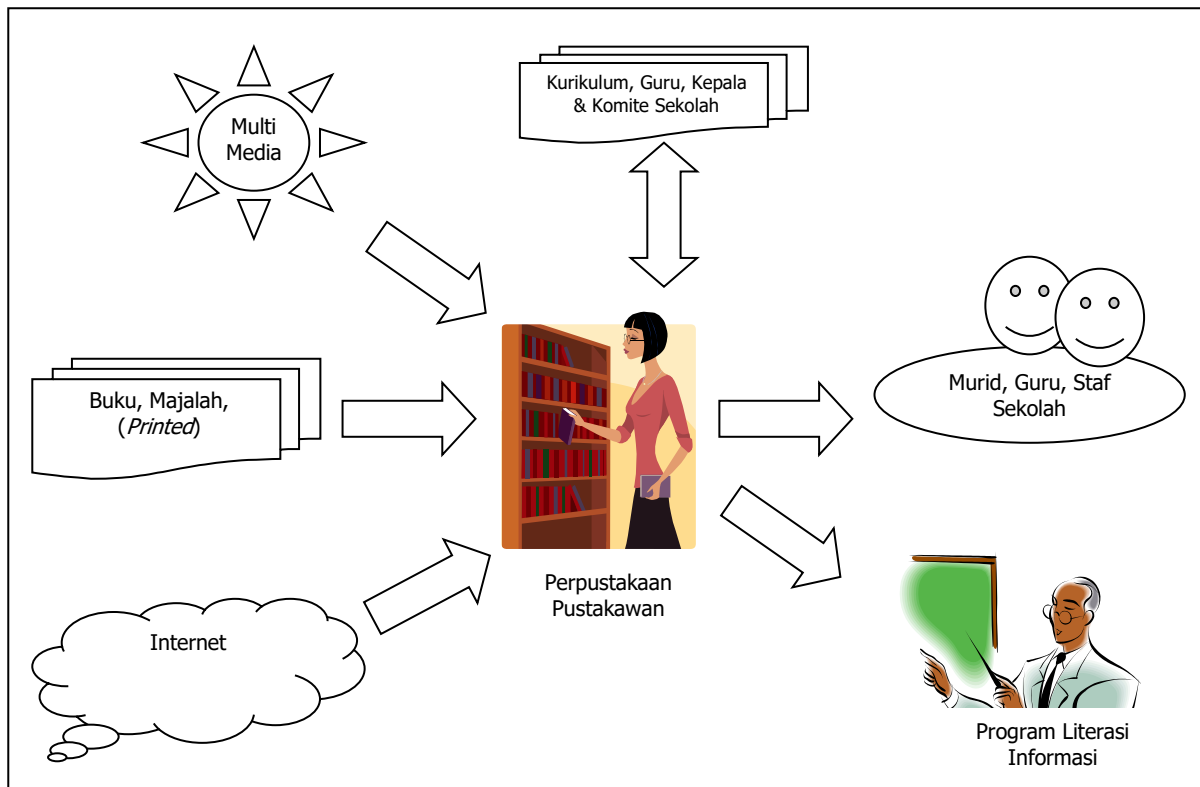 Multi
Media
Kurikulum, Guru, Kepala
& Komite Sekolah
Buku, Majalah,
(Printed)
Murid, Guru, Staf
Sekolah
Perpustakaan
Pustakawan
Internet
Program Literasi
Informasi